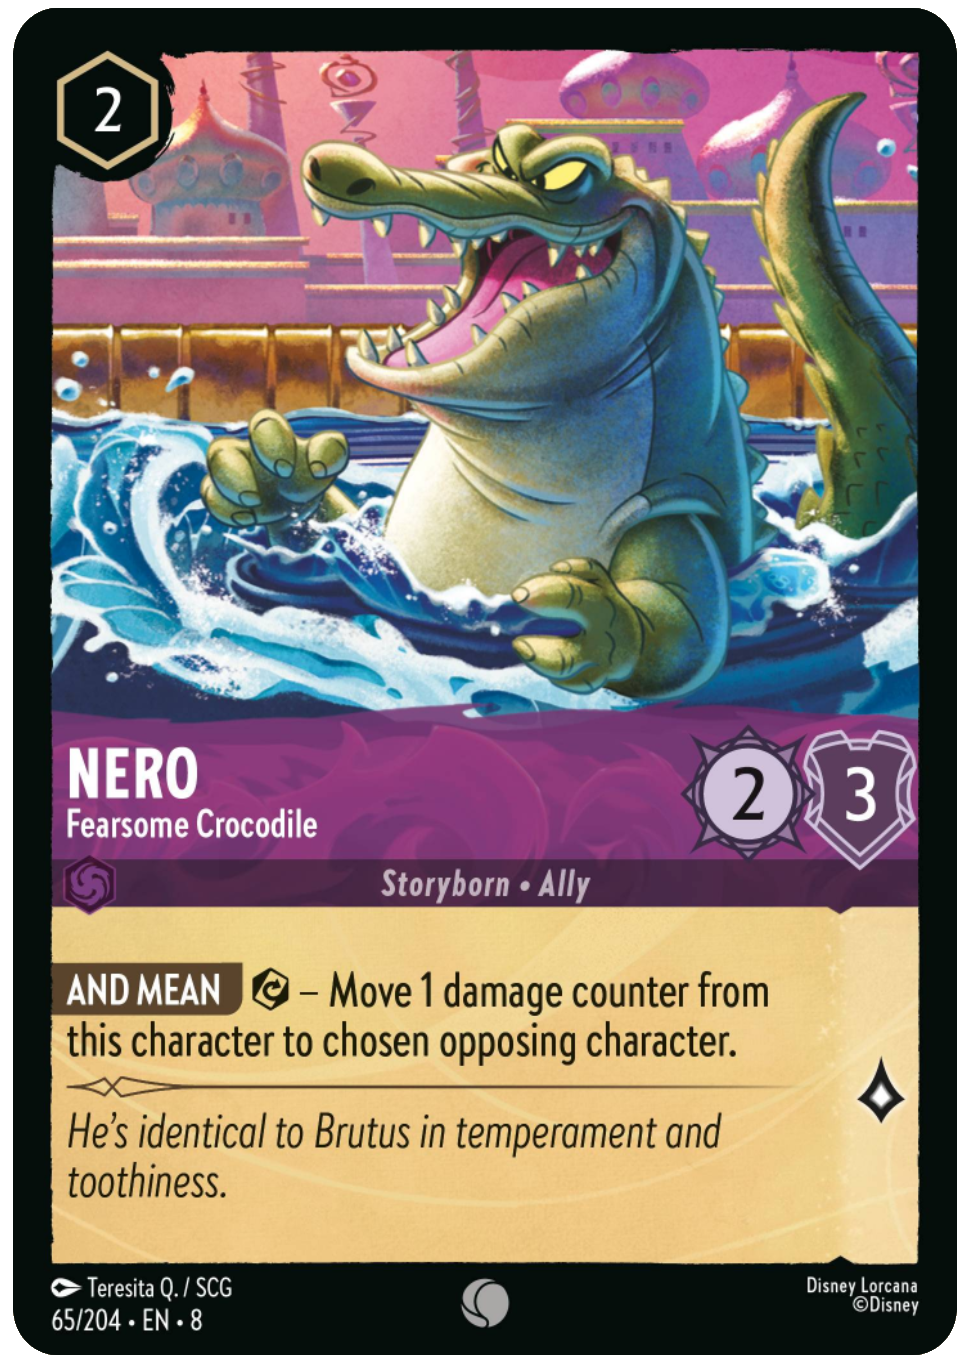 2
NERO
Fearsome Crocodile
2
3
Storyborn • Ally
AND MEAN – Move 1 damage counter from
this character to chosen opposing character.
He's identical to Brutus in temperament and
toothiness.
Teresita Q. / SCG
65/204 • EN • 8
Disney Lorcana
©Disney